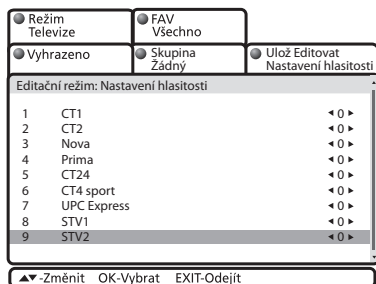 Režim FAV
Televize Všechno
Vyhrazeno Skupina Ulož Editovat
Žádný Nastavení hlasitosti
Editační režim: Nastavení hlasitosti
1 CT1 ◂ 0 ▸
2 CT2 ◂ 0 ▸
3 Nova ◂ 0 ▸
4 Prima ◂ 0 ▸
5 CT24 ◂ 0 ▸
6 CT4 sport ◂ 0 ▸
7 UPC Express ◂ 0 ▸
8 STV1 ◂ 0 ▸
9 STV2 ◂ 0 ▸
▲▼-Změnit OK-Vybrat EXIT-Odejít